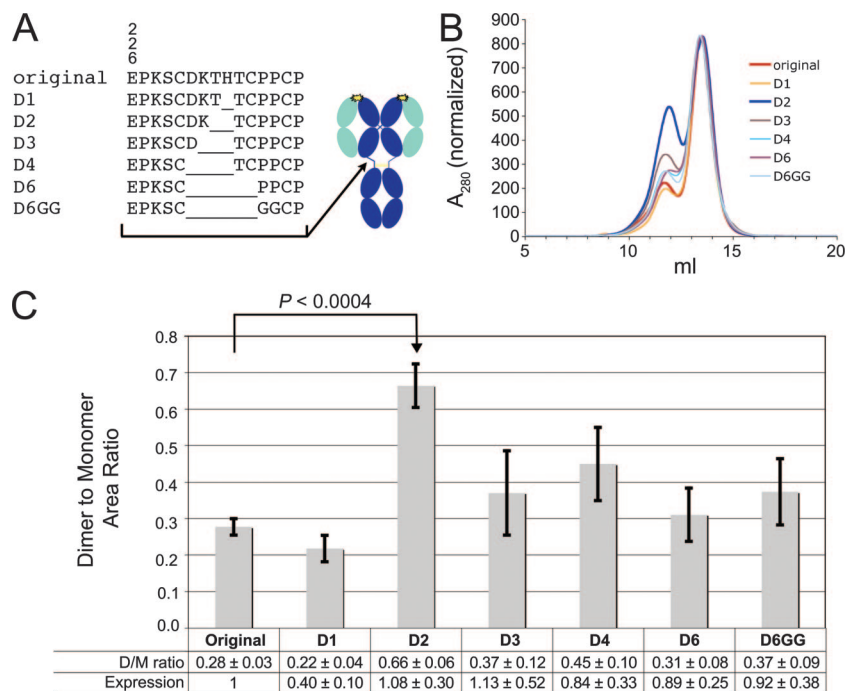 A
2
2
6
original EPKSCDKTHTCPPCP
D1 EPKSCDKT_TCPPCP
D2 EPKSCDK__TCPPCP
D3 EPKSCD___TCPPCP
D4 EPKSC____TCPPCP
D6 EPKSC______PPCP
D6GG EPKSC______GGCP
B
A280 (normalized)
900
800
700
600
500
400
300
200
100
0
5 10 15 20
ml
original
D1
D2
D3
D4
D6
D6GG
C
P < 0.0004
Dimer to Monomer
Area Ratio
0.8
0.7
0.6
0.5
0.4
0.3
0.2
0.1
0.0
Original D1 D2 D3 D4 D6 D6GG
D/M ratio 0.28 ± 0.03 0.22 ± 0.04 0.66 ± 0.06 0.37 ± 0.12 0.45 ± 0.10 0.31 ± 0.08 0.37 ± 0.09
Expression 1 0.40 ± 0.10 1.08 ± 0.30 1.13 ± 0.52 0.84 ± 0.33 0.89 ± 0.25 0.92 ± 0.38